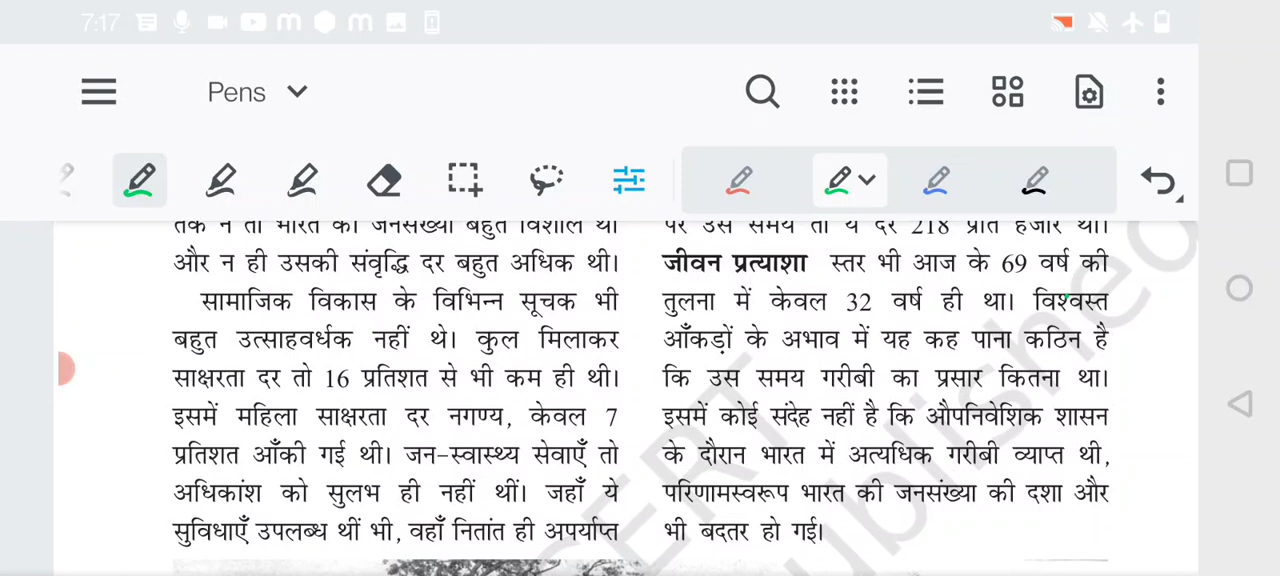 7:17
Pens
तक न तो भारत की जनसंख्या बहुत विशाल थी
और न ही उसकी संवृद्धि दर बहुत अधिक थी।
सामाजिक विकास के विभिन्न सूचक भी
बहुत उत्साहवर्धक नहीं थे। कुल मिलाकर
साक्षरता दर तो 16 प्रतिशत से भी कम ही थी।
इसमें महिला साक्षरता दर नगण्य, केवल 7
प्रतिशत आँकी गई थी। जन-स्वास्थ्य सेवाएँ तो
अधिकांश को सुलभ ही नहीं थीं। जहाँ ये
सुविधाएँ उपलब्ध थीं भी, वहाँ नितांत ही अपर्याप्त
पर उस समय तो ये दर 218 प्रति हजार थी।
जीवन प्रत्याशा स्तर भी आज के 69 वर्ष की
तुलना में केवल 32 वर्ष ही था। विश्वस्त
आँकड़ों के अभाव में यह कह पाना कठिन है
कि उस समय गरीबी का प्रसार कितना था।
इसमें कोई संदेह नहीं है कि औपनिवेशिक शासन
के दौरान भारत में अत्यधिक गरीबी व्याप्त थी,
परिणामस्वरूप भारत की जनसंख्या की दशा और
भी बदतर हो गई।